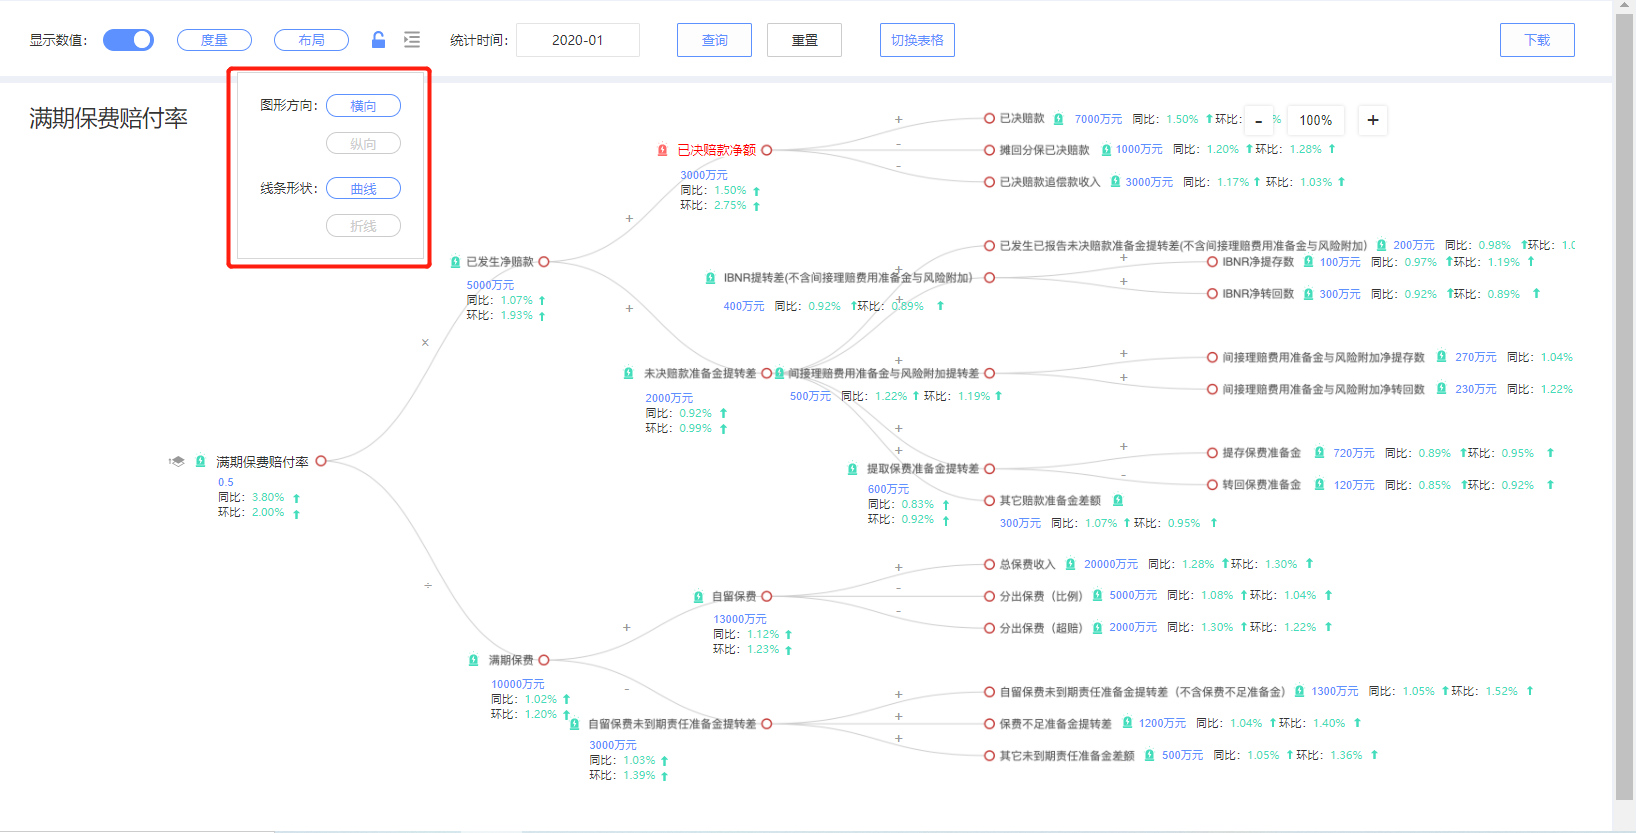 显示数值： 度量 布局 统计时间： 2020-01 查询 重置 切换表格 下载
图形方向： 横向
纵向
线条形状： 曲线
折线
满期保费赔付率
- 100% +
满期保费赔付率
0.5
同比：3.80%
环比：2.00%
×
÷
已发生净赔款
5000万元
同比：1.07%
环比：1.93%
+
+
已决赔款净额
3000万元
同比：1.50%
环比：2.75%
+
-
-
已决赔款 7000万元 同比：1.50% 环比： %
摊回分保已决赔款 1000万元 同比：1.20% 环比：1.28%
已决赔款追偿款收入 3000万元 同比：1.17% 环比：1.03%
未决赔款准备金提转差
2000万元
同比：0.92%
环比：0.99%
+
+
+
+
+
已发生已报告未决赔款准备金提转差(不含间接理赔费用准备金与风险附加) 200万元 同比：0.98% 环比：1.0
IBNR提转差(不含间接理赔费用准备金与风险附加)
400万元 同比：0.92% 环比：0.89%
+
+
IBNR净提存数 100万元 同比：0.97% 环比：1.19%
IBNR净转回数 300万元 同比：0.92% 环比：0.89%
间接理赔费用准备金与风险附加提转差
500万元 同比：1.22% 环比：1.19%
+
+
间接理赔费用准备金与风险附加净提存数 270万元 同比：1.04%
间接理赔费用准备金与风险附加净转回数 230万元 同比：1.22%
提取保费准备金提转差
600万元
同比：0.83%
环比：0.92%
+
-
提存保费准备金 720万元 同比：0.89% 环比：0.95%
转回保费准备金 120万元 同比：0.85% 环比：0.92%
其它赔款准备金差额
300万元 同比：1.07% 环比：0.95%
满期保费
10000万元
同比：1.02%
环比：1.20%
+
-
自留保费
13000万元
同比：1.12%
环比：1.23%
+
-
-
总保费收入 20000万元 同比：1.28% 环比：1.30%
分出保费（比例） 5000万元 同比：1.08% 环比：1.04%
分出保费（超赔） 2000万元 同比：1.30% 环比：1.22%
自留保费未到期责任准备金提转差
3000万元
同比：1.03%
环比：1.39%
+
+
+
自留保费未到期责任准备金提转差（不含保费不足准备金） 1300万元 同比：1.05% 环比：1.52%
保费不足准备金提转差 1200万元 同比：1.04% 环比：1.40%
其它未到期责任准备金差额 500万元 同比：1.05% 环比：1.36%